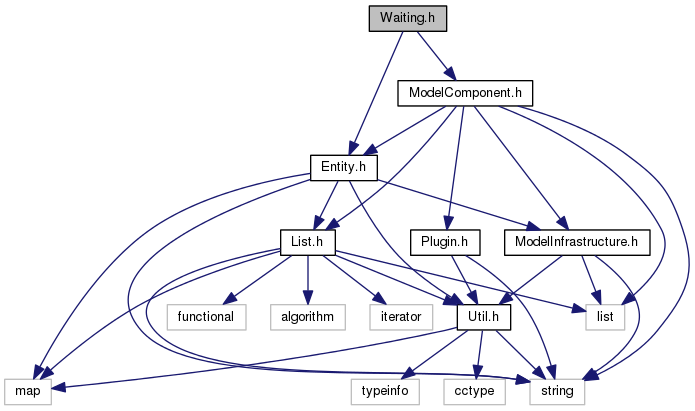 Waiting.h
ModelComponent.h
Entity.h
List.h
Plugin.h
ModelInfrastructure.h
functional
algorithm
iterator
Util.h
list
map
typeinfo
cctype
string